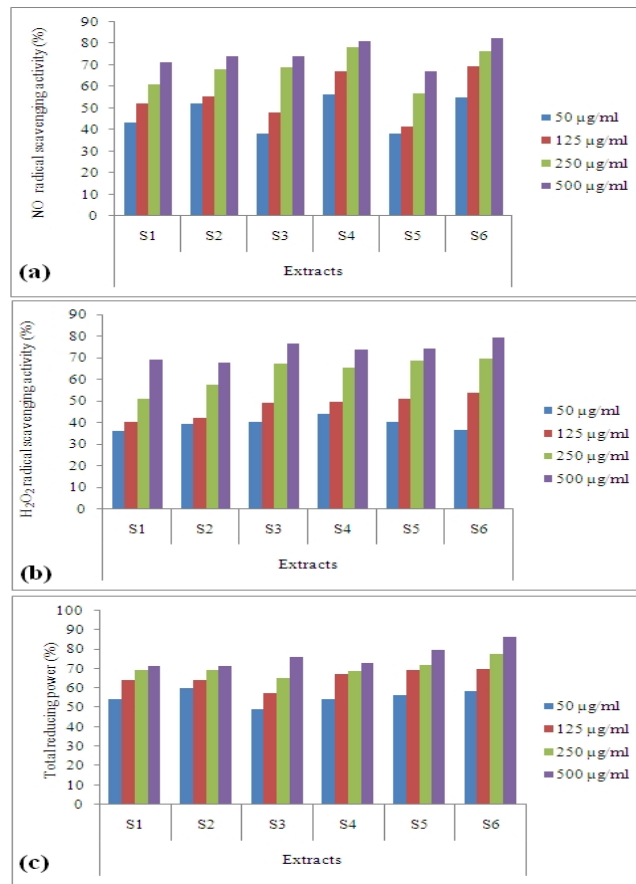 NO radical scavenging activity (%)
90
80
70
60
50
40
30
20
10
0
S1 S2 S3 S4 S5 S6
Extracts
50 µg/ml
125 µg/ml
250 µg/ml
500 µg/ml
(a)
H₂O₂ radical scavenging activity (%)
90
80
70
60
50
40
30
20
10
0
S1 S2 S3 S4 S5 S6
Extracts
50 µg/ml
125 µg/ml
250 µg/ml
500 µg/ml
(b)
Total reducing power (%)
100
90
80
70
60
50
40
30
20
10
0
S1 S2 S3 S4 S5 S6
Extracts
50 µg/ml
125 µg/ml
250 µg/ml
500 µg/ml
(c)